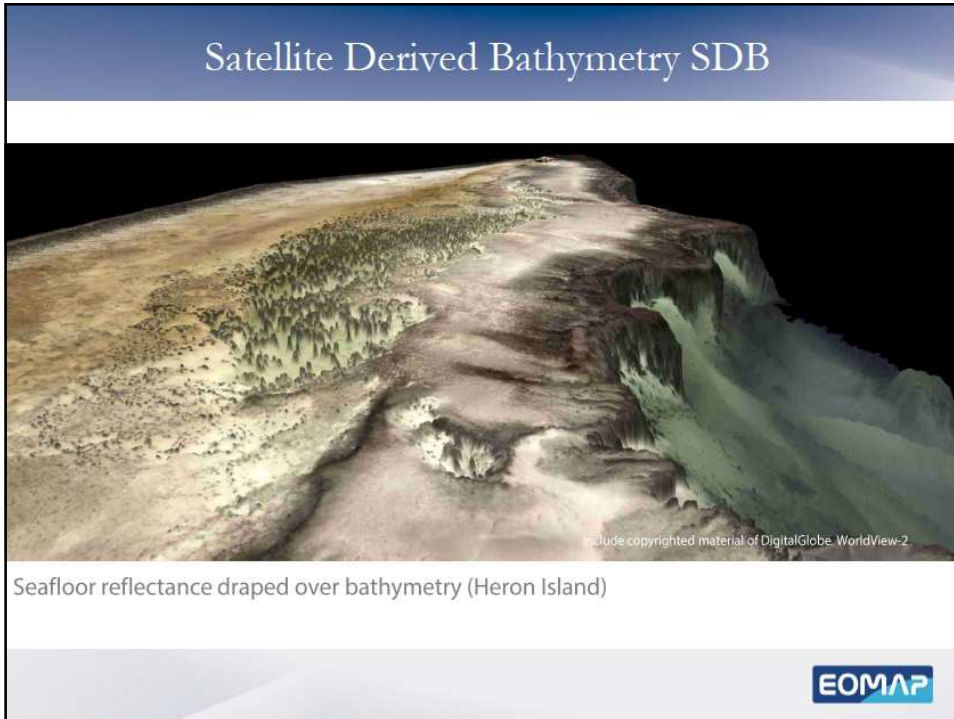 Satellite Derived Bathymetry SDB
Include copyrighted material of DigitalGlobe. WorldView-2
Seafloor reflectance draped over bathymetry (Heron Island)
EOMAP